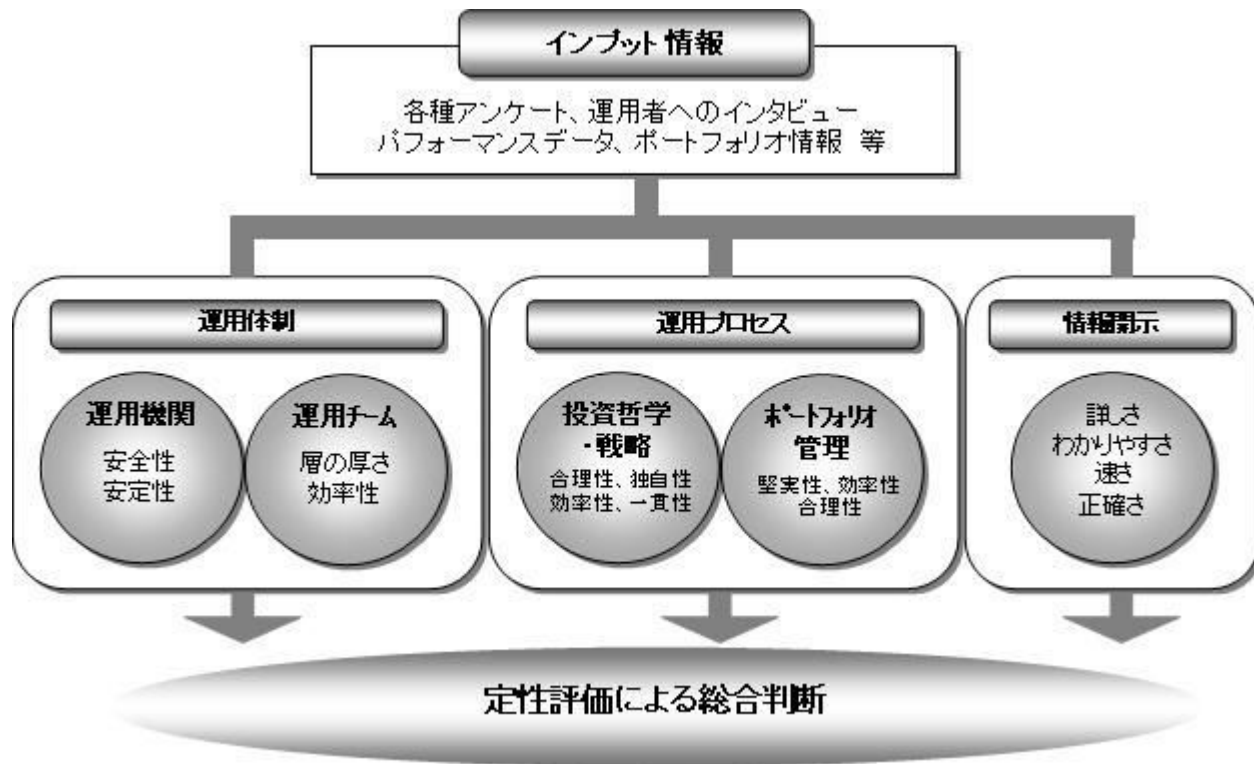 インプット情報
各種アンケート、運用者へのインタビュー
パフォーマンスデータ、ポートフォリオ情報 等
運用体制
運用機関
安全性
安定性
運用チーム
層の厚さ
効率性
運用プロセス
投資哲学
・戦略
合理性、独自性
効率性、一貫性
ポートフォリオ
管理
堅実性、効率性
合理性
情報開示
詳しさ
わかりやすさ
速さ
正確さ
定性評価による総合判断